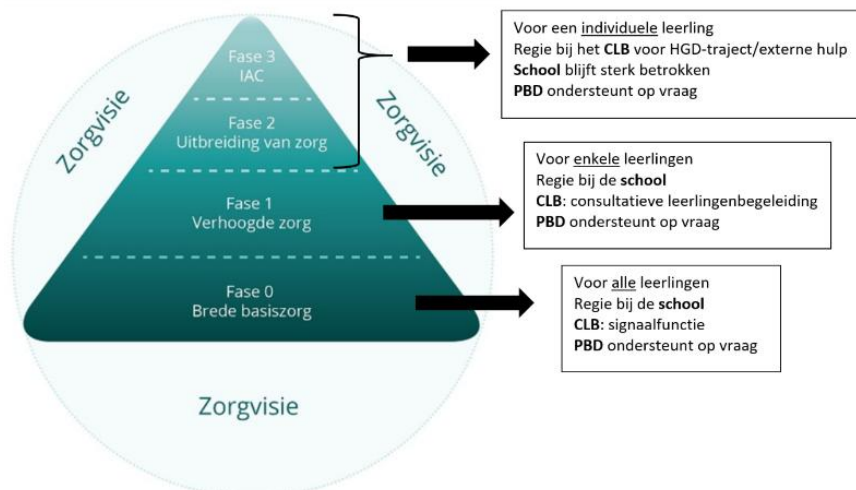 Fase 3
IAC
Fase 2
Uitbreiding van zorg
Fase 1
Verhoogde zorg
Fase 0
Brede basiszorg
Zorgvisie
Zorgvisie
Zorgvisie
Voor een individuele leerling
Regie bij het CLB voor HGD-traject/externe hulp
School blijft sterk betrokken
PBD ondersteunt op vraag
Voor enkele leerlingen
Regie bij de school
CLB: consultatieve leerlingenbegeleiding
PBD ondersteunt op vraag
Voor alle leerlingen
Regie bij de school
CLB: signaalfunctie
PBD ondersteunt op vraag